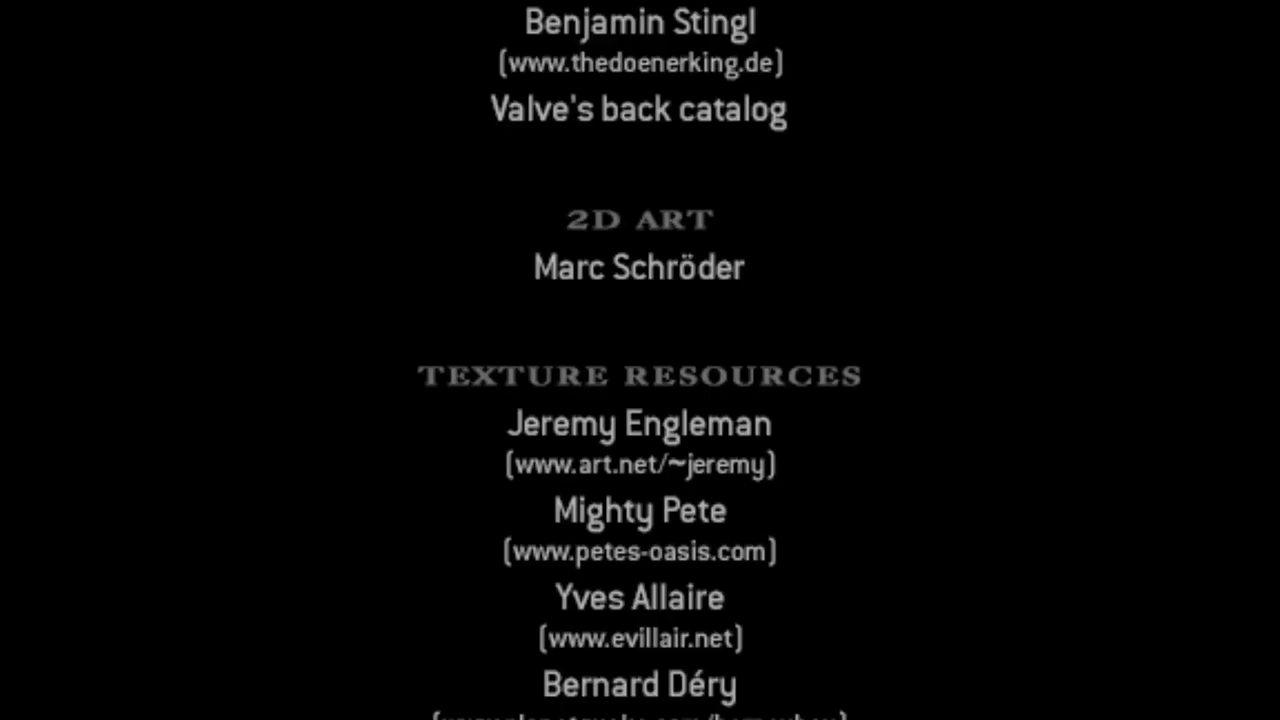 Benjamin Stingl
(www.thedoenerking.de)
Valve's back catalog
2D ART
Marc Schröder
TEXTURE RESOURCES
Jeremy Engleman
(www.art.net/~jeremy)
Mighty Pete
(www.petes-oasis.com)
Yves Allaire
(www.evillair.net)
Bernard Déry